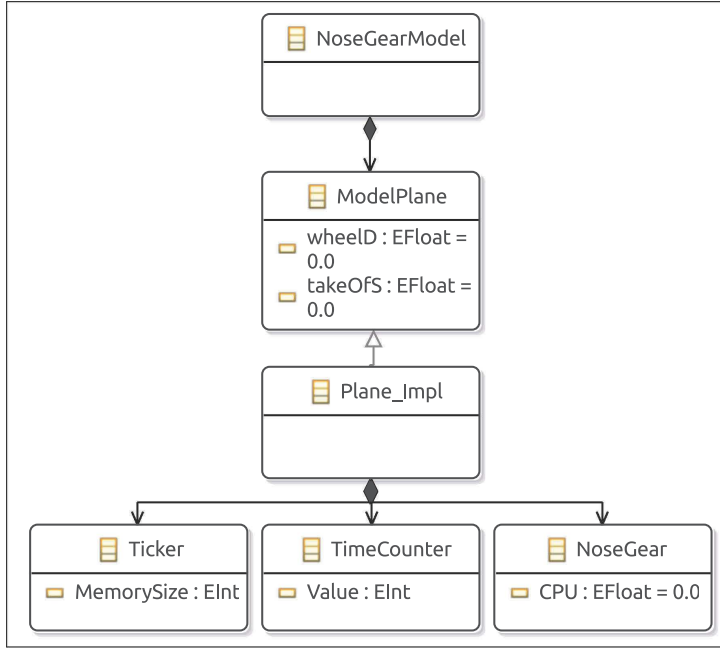 NoseGearModel
ModelPlane
wheelD : EFloat =
0.0
takeOfS : EFloat =
0.0
Plane_Impl
Ticker
MemorySize : EInt
TimeCounter
Value : EInt
NoseGear
CPU : EFloat = 0.0